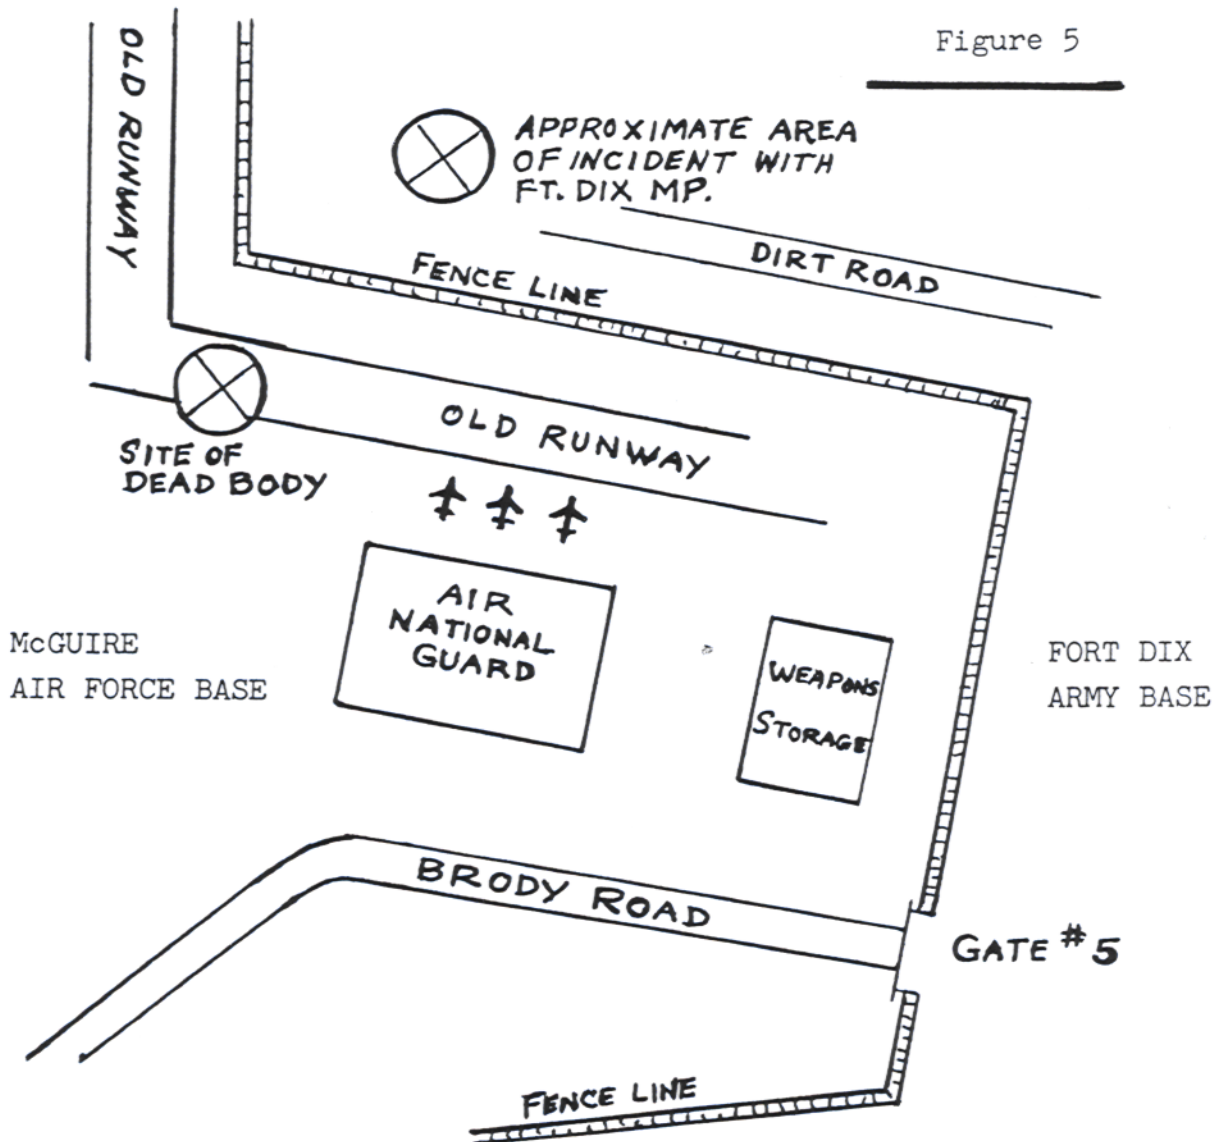 Figure 5
OLD RUNWAY
APPROXIMATE AREA
OF INCIDENT WITH
FT. DIX MP.
DIRT ROAD
FENCE LINE
OLD RUNWAY
SITE OF
DEAD BODY
AIR
NATIONAL
GUARD
McGUIRE
AIR FORCE BASE
WEAPONS
STORAGE
FORT DIX
ARMY BASE
BRODY ROAD
GATE #5
FENCE LINE